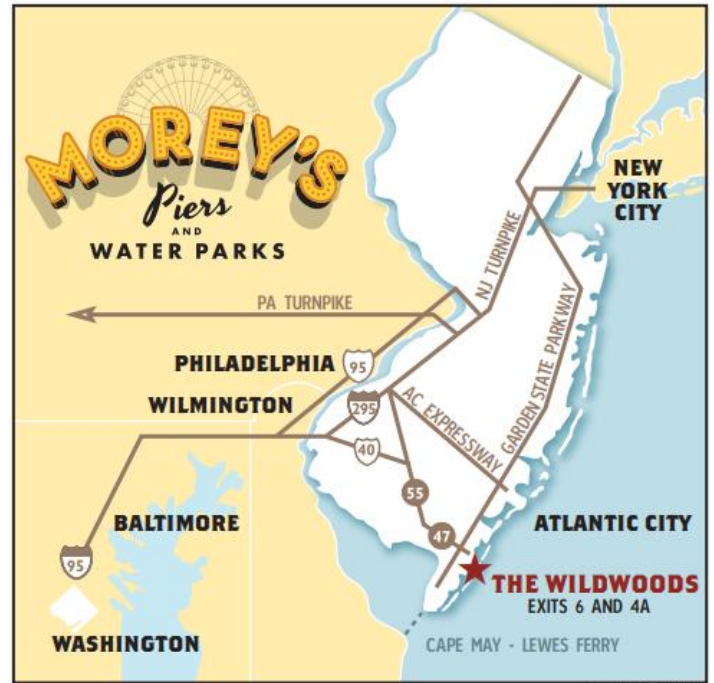 MOREY'S
Piers
AND
WATER PARKS
NEW
YORK
CITY
NJ TURNPIKE
PA TURNPIKE
GARDEN STATE PARKWAY
PHILADELPHIA
95
WILMINGTON
295
AC EXPRESSWAY
40
55
BALTIMORE
47
ATLANTIC CITY
95
THE WILDWOODS
EXITS 6 AND 4A
WASHINGTON
CAPE MAY - LEWES FERRY